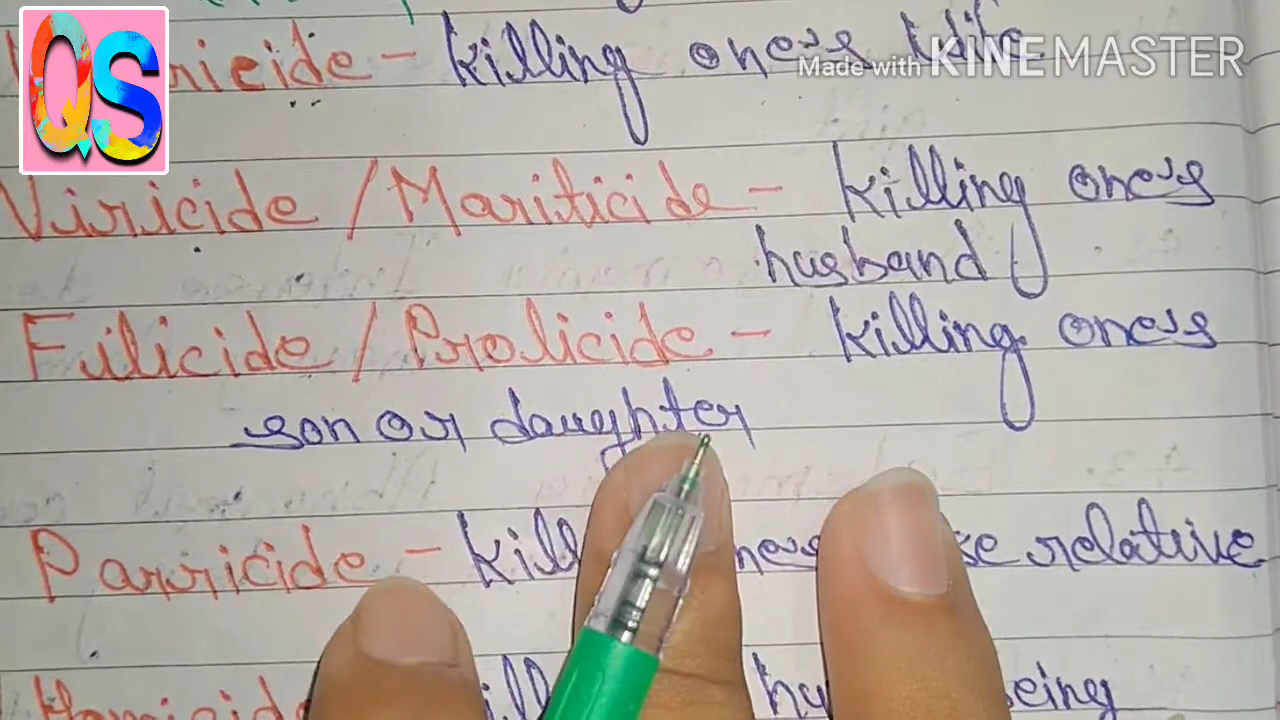 QS
Made with KINEMASTER
killing one's
Viricide / Mariticide - killing one's
husband
Filicide / Prolicide - killing one's
son or daughter
Parricide - relative